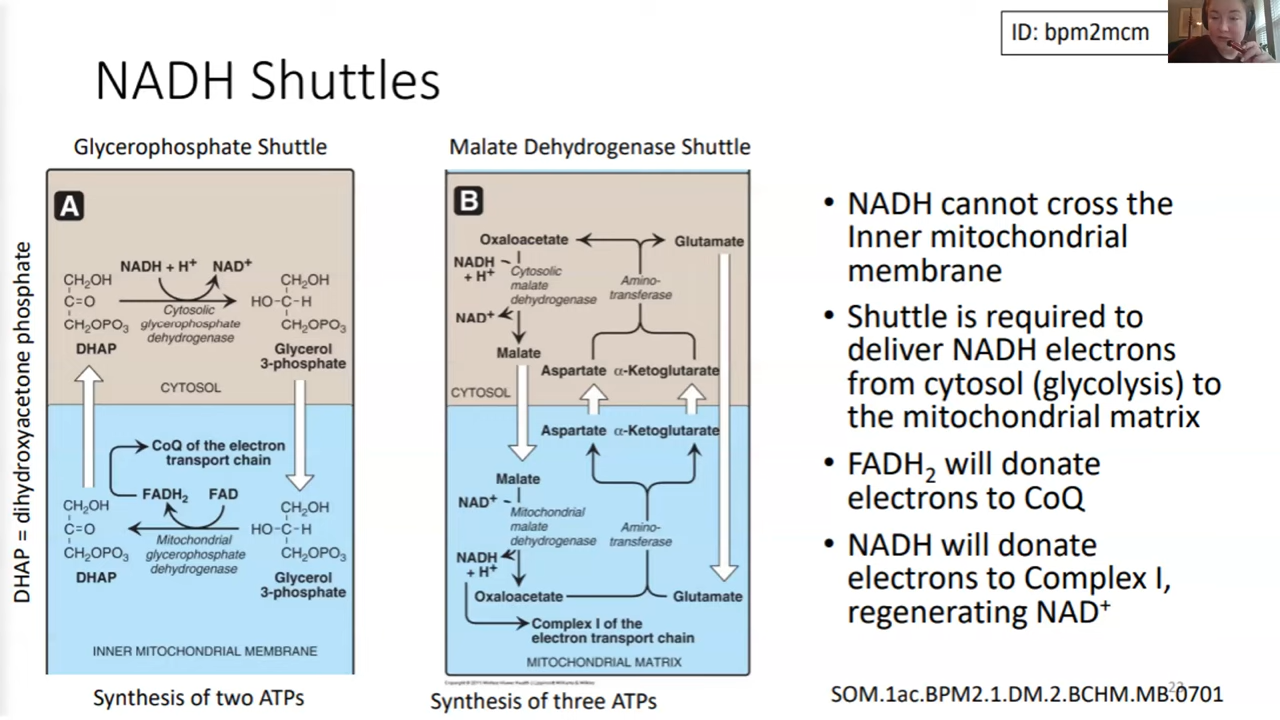 ID: bpm2mcm
NADH Shuttles
Glycerophosphate Shuttle
DHAP = dihydroxyacetone phosphate
A
NADH + H⁺ NAD⁺
CH₂OH
C=O
CH₂OPO₃
DHAP
Cytosolic
glycerophosphate
dehydrogenase
CH₂OH
HO-C-H
CH₂OPO₃
Glycerol
3-phosphate
CYTOSOL
CoQ of the electron
transport chain
FADH₂ FAD
CH₂OH
C=O
CH₂OPO₃
DHAP
Mitochondrial
glycerophosphate
dehydrogenase
CH₂OH
HO-C-H
CH₂OPO₃
Glycerol
3-phosphate
INNER MITOCHONDRIAL MEMBRANE
Synthesis of two ATPs
Malate Dehydrogenase Shuttle
B
Oxaloacetate
Glutamate
NADH
+ H⁺
Cytosolic
malate
dehydrogenase
Amino-
transferase
NAD⁺
Malate
Aspartate α-Ketoglutarate
CYTOSOL
Aspartate α-Ketoglutarate
Malate
NAD⁺
Mitochondrial
malate
dehydrogenase
Amino-
transferase
NADH
+ H⁺
Oxaloacetate
Glutamate
Complex I of the
electron transport chain
MITOCHONDRIAL MATRIX
Synthesis of three ATPs
• NADH cannot cross the
Inner mitochondrial
membrane
• Shuttle is required to
deliver NADH electrons
from cytosol (glycolysis) to
the mitochondrial matrix
• FADH₂ will donate
electrons to CoQ
• NADH will donate
electrons to Complex I,
regenerating NAD⁺
SOM.1ac.BPM2.1.DM.2.BCHM.MB.0701